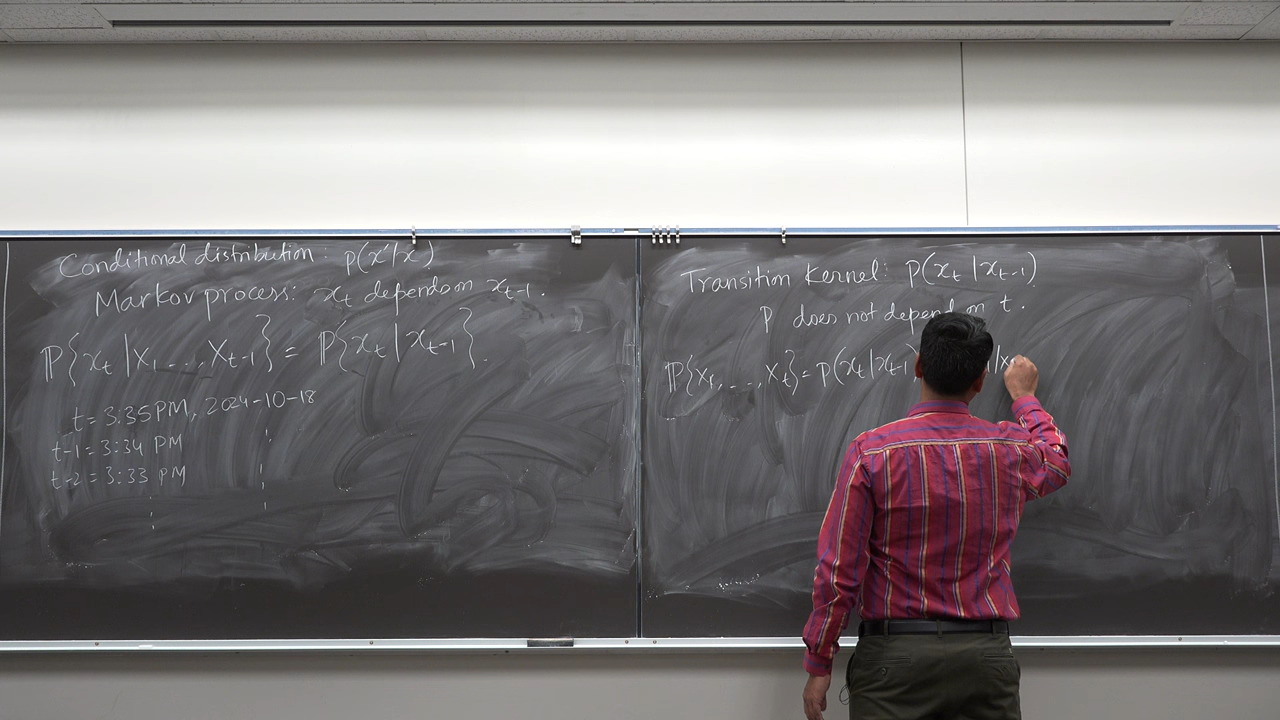 Conditional distribution: p(x'|x)
Markov process: x_t depends on x_{t-1}.
ℙ{x_t | x_1, ..., x_{t-1}} = ℙ{x_t | x_{t-1}}.
t = 3:35 PM, 2024-10-18
t-1 = 3:34 PM
t-2 = 3:33 PM
Transition Kernel: p(x_t | x_{t-1})
p does not depend on t.
ℙ{x_1, ..., x_t} = p(x_t | x_{t-1}) | x